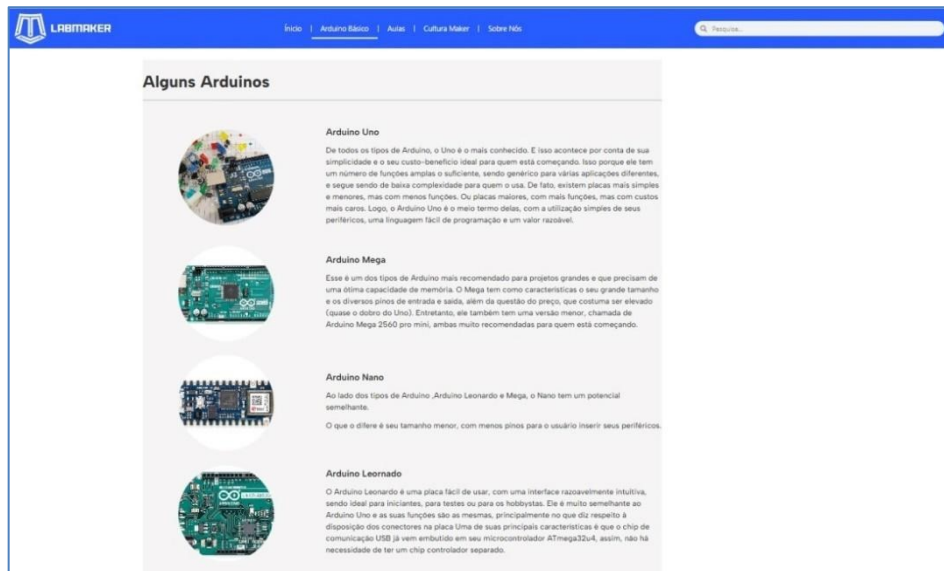 LABMAKER
Ínicio | Arduino Básico | Aulas | Cultura Maker | Sobre Nós
Pesquisa...
Alguns Arduinos
Arduino Uno
De todos os tipos de Arduino, o Uno é o mais conhecido. E isso acontece por conta de sua
simplicidade e o seu custo-benefício ideal para quem está começando. Isso porque ele tem
um número de funções amplas o suficiente, sendo genérico para várias aplicações diferentes,
e segue sendo de baixa complexidade para quem o usa. De fato, existem placas mais simples
e menores, mas com menos funções. Ou placas maiores, com mais funções, mas com custos
mais caros. Logo, o Arduino Uno é o meio termo delas, com a utilização simples de seus
periféricos, uma linguagem fácil de programação e um valor razoável.
Arduino Mega
Esse é um dos tipos de Arduino mais recomendado para projetos grandes e que precisam de
uma ótima capacidade de memória. O Mega tem como características o seu grande tamanho
e os diversos pinos de entrada e saída, além da questão do preço, que costuma ser elevado
(quase o dobro do Uno). Entretanto, ele também tem uma versão menor, chamada de
Arduino Mega 2560 pro mini, ambas muito recomendadas para quem está começando.
Arduino Nano
Ao lado dos tipos de Arduino ,Arduino Leonardo e Mega, o Nano tem um potencial
semelhante.
O que o difere é seu tamanho menor, com menos pinos para o usuário inserir seus periféricos.
Arduino Leornado
O Arduino Leonardo é uma placa fácil de usar, com uma interface razoavelmente intuitiva,
sendo ideal para iniciantes, para testes ou para os hobbystas. Ele é muito semelhante ao
Arduino Uno e as suas funções são as mesmas, principalmente no que diz respeito à
disposição dos conectores na placa Uma de suas principais características é que o chip de
comunicação USB já vem embutido em seu microcontrolador ATmega32u4, assim, não há
necessidade de ter um chip controlador separado.